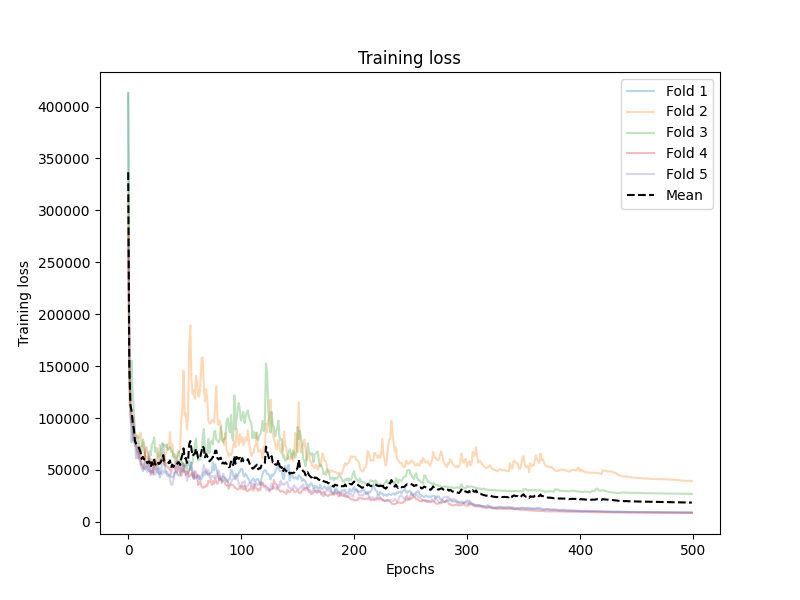 Training loss
400000
350000
300000
250000
200000
150000
100000
50000
0
Training loss
0
100
200
300
400
500
Epochs
Fold 1
Fold 2
Fold 3
Fold 4
Fold 5
Mean